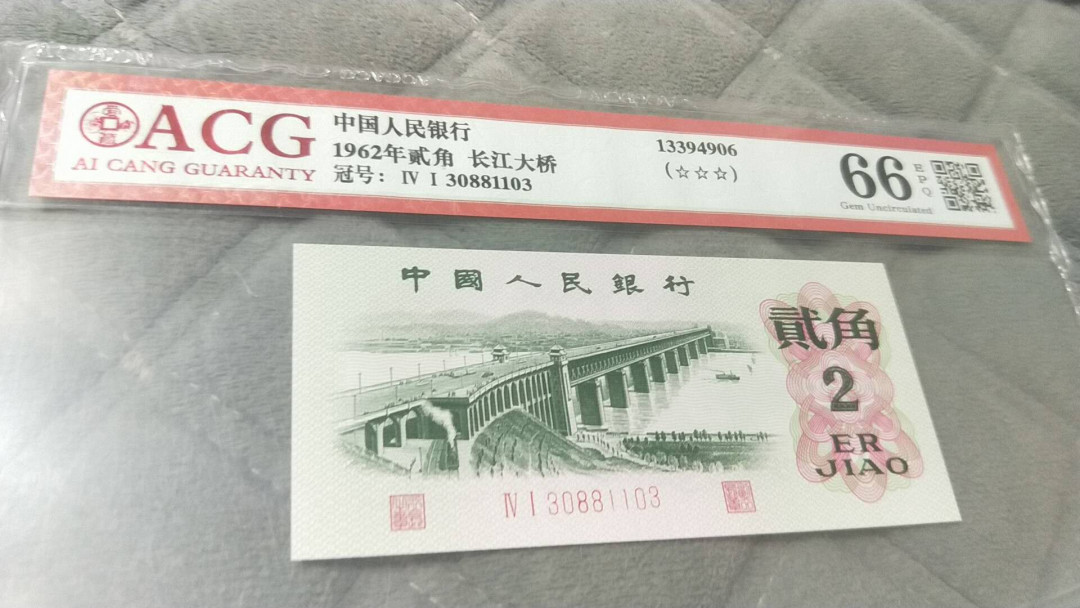 ACG
AI CANG GUARANTY
中国人民银行
1962年贰角 长江大桥
冠号: Ⅳ Ⅰ 30881103
13394906
(☆☆☆)
66
EPQ
Gem Uncirculated
中國人民銀行
貳角
2
ER
JIAO
Ⅳ Ⅰ 30881103